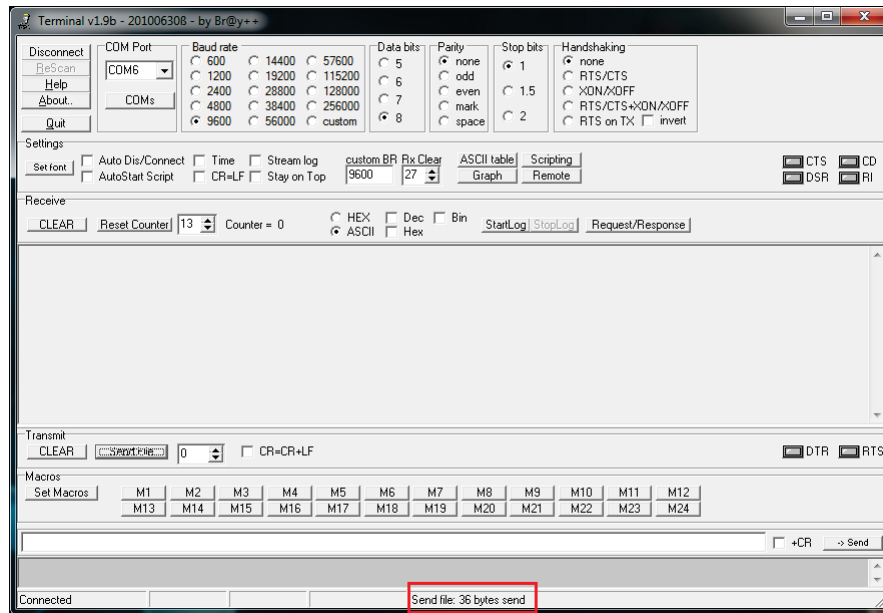 Terminal v1.9b - 20100630ß - by Br@y++
Disconnect
ReScan
Help
About..
Quit
COM Port
COM6
COMs
Baud rate
600 14400 57600
1200 19200 115200
2400 28800 128000
4800 38400 256000
9600 56000 custom
Data bits
5
6
7
8
Parity
none
odd
even
mark
space
Stop bits
1
1.5
2
Handshaking
none
RTS/CTS
XON/XOFF
RTS/CTS+XON/XOFF
RTS on TX invert
Settings
Set font
Auto Dis/Connect Time Stream log
AutoStart Script CR=LF Stay on Top
custom BR Rx Clear
9600 27
ASCII table Scripting
Graph Remote
CTS CD
DSR RI
Receive
CLEAR Reset Counter 13 Counter = 0
HEX Dec Bin
ASCII Hex
StartLog StopLog Request/Response
Transmit
CLEAR Send File 0 CR=CR+LF DTR RTS
Macros
Set Macros M1 M2 M3 M4 M5 M6 M7 M8 M9 M10 M11 M12
M13 M14 M15 M16 M17 M18 M19 M20 M21 M22 M23 M24
+CR -> Send
Connected Send file: 36 bytes send